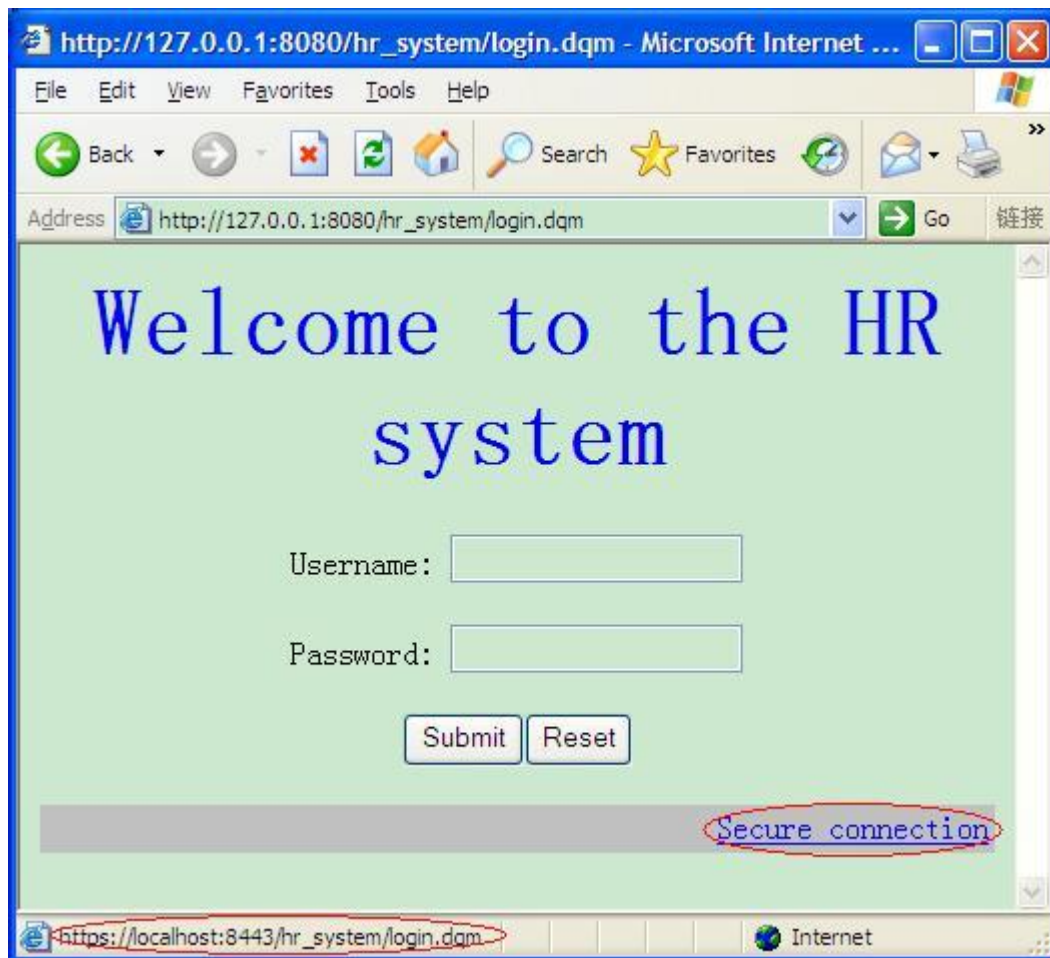 http://127.0.0.1:8080/hr_system/login.dqm - Microsoft Internet ...
File Edit View Favorites Tools Help
Back Search Favorites »
Address http://127.0.0.1:8080/hr_system/login.dqm Go 链接
Welcome to the HR
system
Username:
Password:
Submit Reset
Secure connection
https://localhost:8443/hr_system/login.dqm Internet